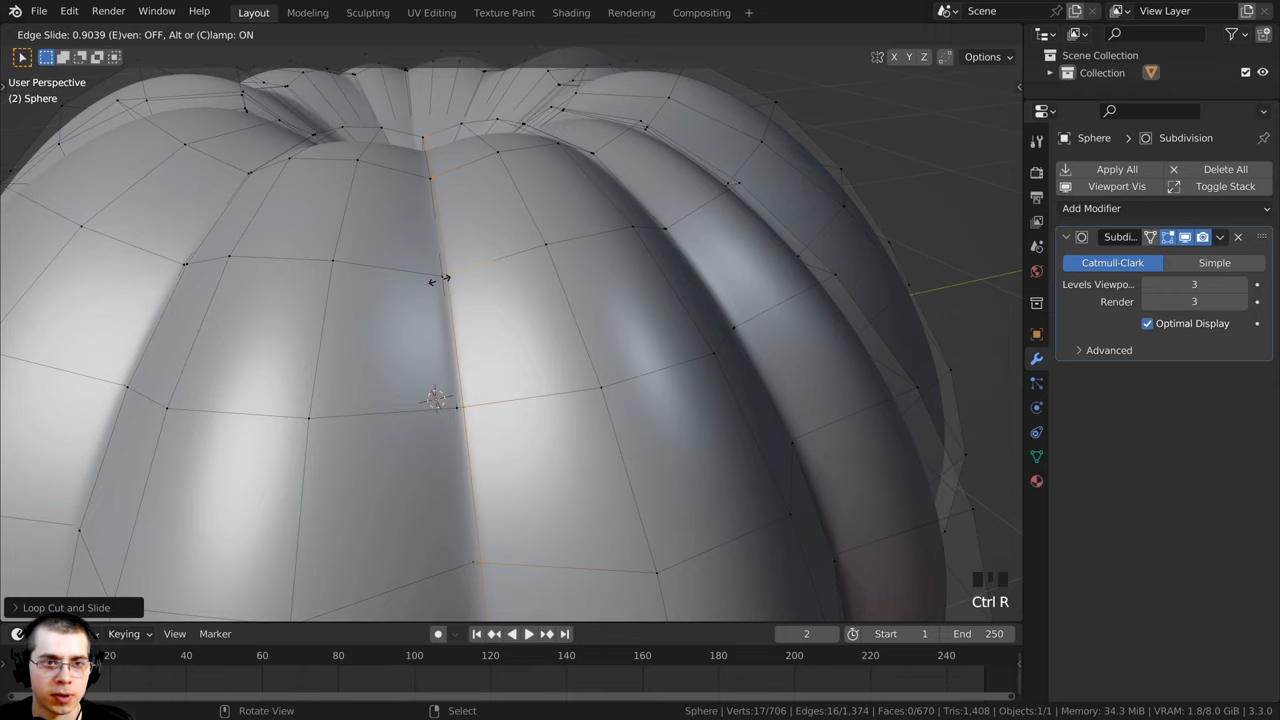 File Edit Render Window Help Layout Modeling Sculpting UV Editing Texture Paint Shading Rendering Compositing Scene View Layer
Edge Slide: 0.9039 (E)ven: OFF, Alt or (C)lamp: ON
X Y Z Options
User Perspective
(2) Sphere
Scene Collection
Collection
Sphere Subdivision
Apply All Delete All
Viewport Vis Toggle Stack
Add Modifier
Subdi...
Catmull-Clark Simple
Levels Viewpo... 3
Render 3
Optimal Display
Advanced
Ctrl R
Loop Cut and Slide
Keying View Marker 2 Start 1 End 250
20 40 60 80 100 120 140 160 180 200 220 240
Rotate View Select Sphere | Verts:17/706 | Edges:16/1,374 | Faces:0/670 | Tris:1,408 | Objects:1/1 | Memory: 34.3 MiB | VRAM: 1.8/8.0 GiB | 3.3.0